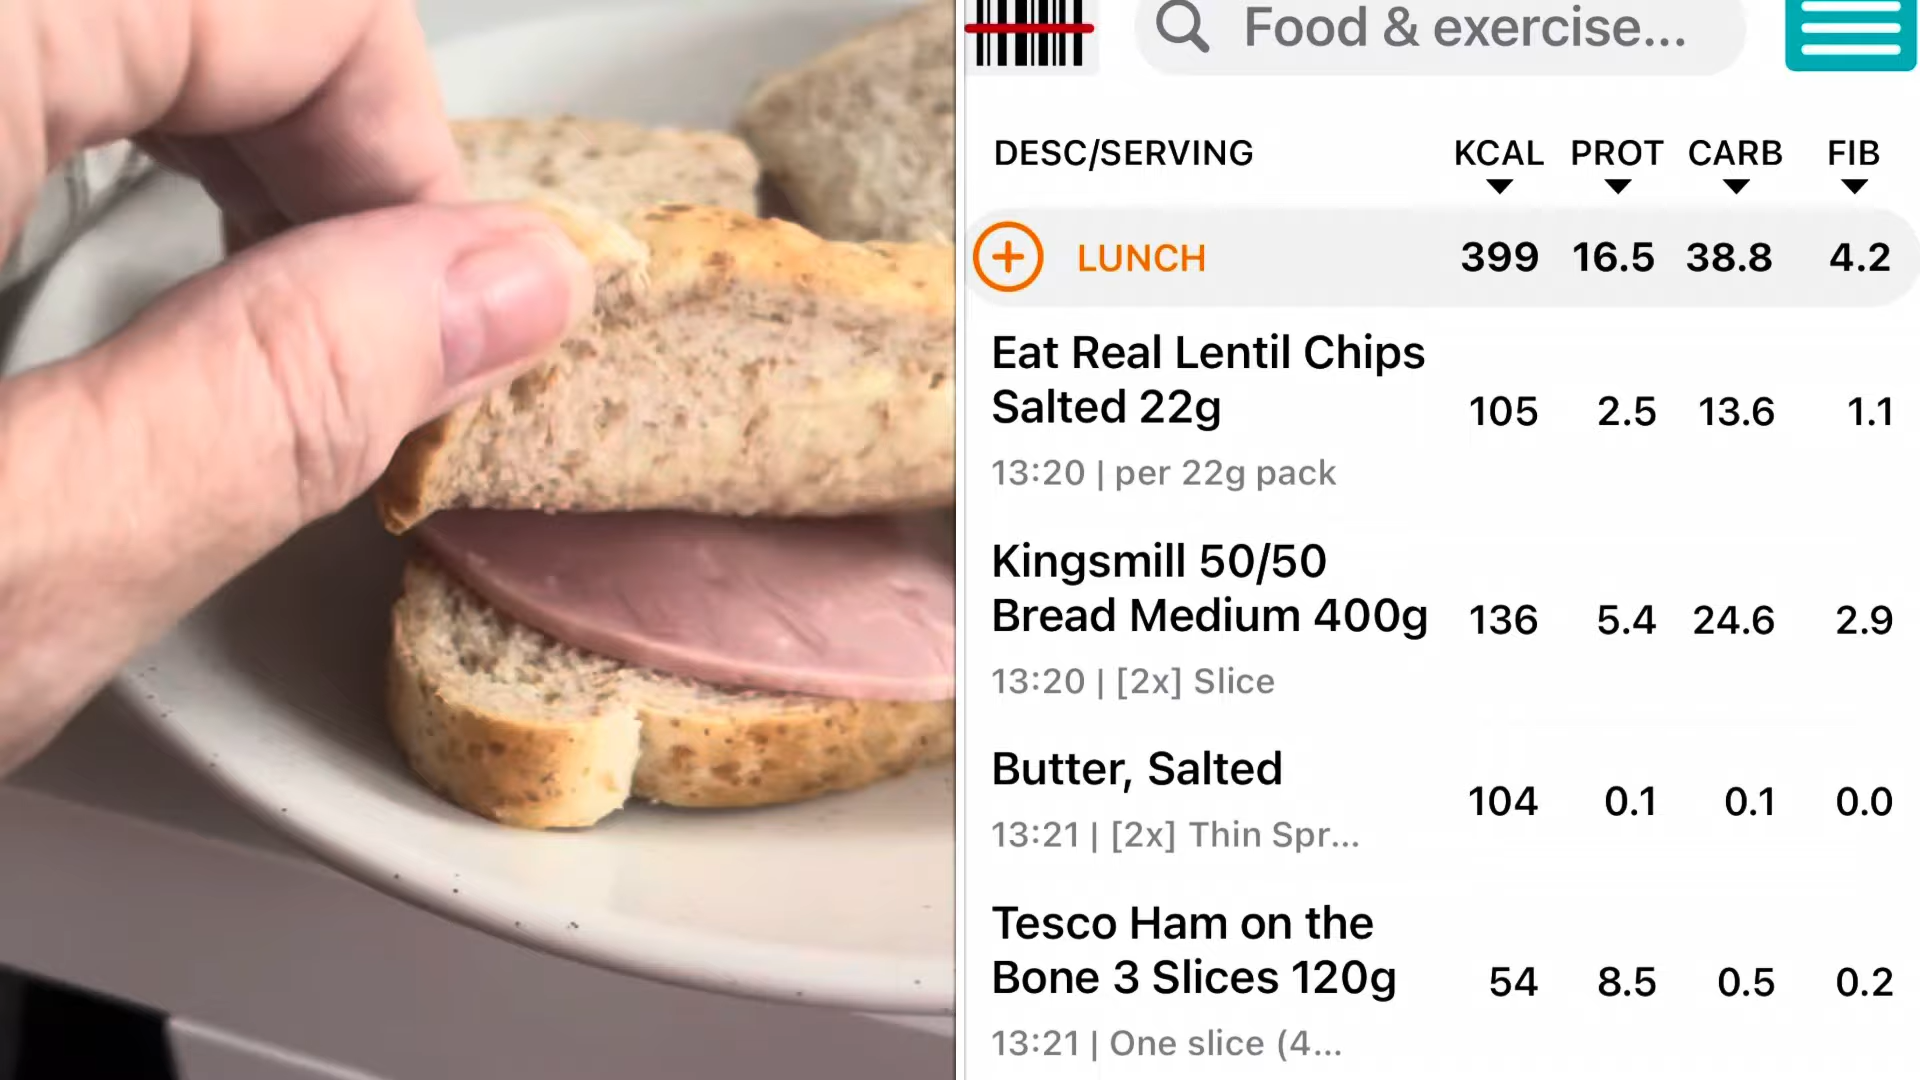 Food & exercise...
DESC/SERVING KCAL PROT CARB FIB
LUNCH 399 16.5 38.8 4.2
Eat Real Lentil Chips
Salted 22g 105 2.5 13.6 1.1
13:20 | per 22g pack
Kingsmill 50/50
Bread Medium 400g 136 5.4 24.6 2.9
13:20 | [2x] Slice
Butter, Salted
104 0.1 0.1 0.0
13:21 | [2x] Thin Spr...
Tesco Ham on the
Bone 3 Slices 120g 54 8.5 0.5 0.2
13:21 | One slice (4...